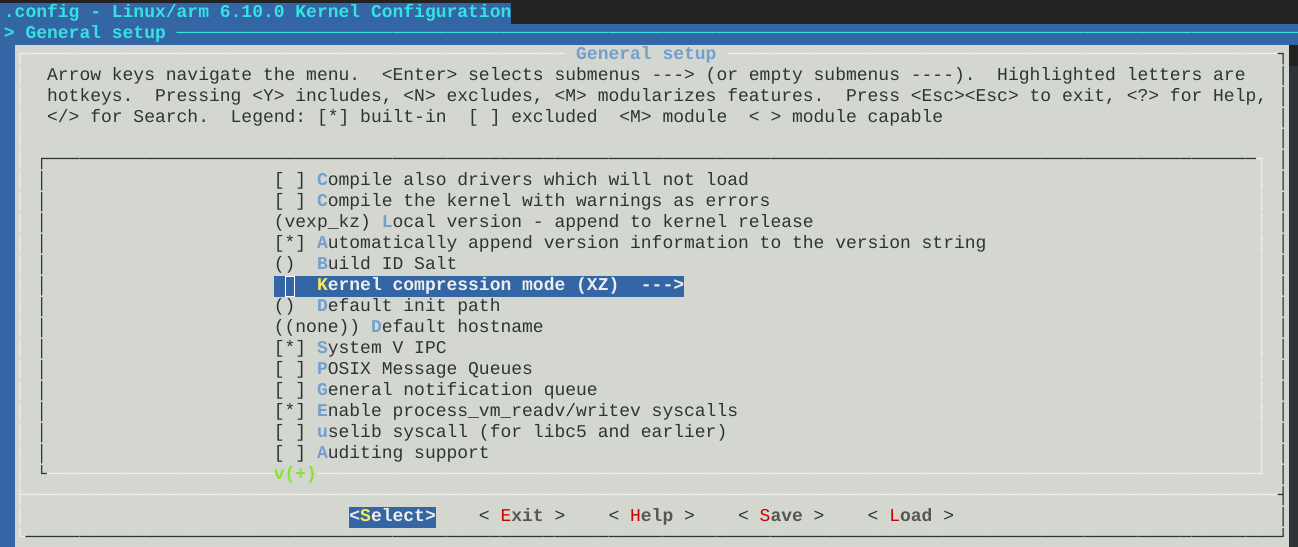 .config - Linux/arm 6.10.0 Kernel Configuration
> General setup
General setup
Arrow keys navigate the menu.  <Enter> selects submenus ---> (or empty submenus ----).  Highlighted letters are
hotkeys.  Pressing <Y> includes, <N> excludes, <M> modularizes features.  Press <Esc><Esc> to exit, <?> for Help,
</> for Search.  Legend: [*] built-in  [ ] excluded  <M> module  < > module capable
[ ] Compile also drivers which will not load
[ ] Compile the kernel with warnings as errors
(vexp_kz) Local version - append to kernel release
[*] Automatically append version information to the version string
()  Build ID Salt
Kernel compression mode (XZ)  --->
()  Default init path
((none)) Default hostname
[*] System V IPC
[ ] POSIX Message Queues
[ ] General notification queue
[*] Enable process_vm_readv/writev syscalls
[ ] uselib syscall (for libc5 and earlier)
[ ] Auditing support
v(+)
<Select>    < Exit >    < Help >    < Save >    < Load >